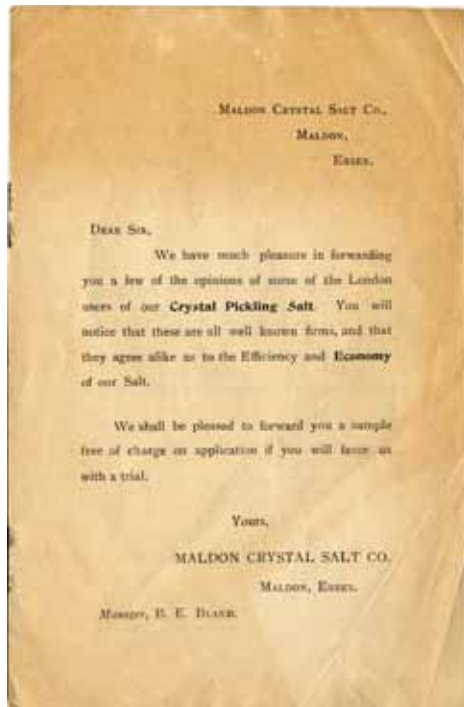 Maldon Crystal Salt Co.,
Maldon,
Essex.
Dear Sir,
We have much pleasure in forwarding
you a few of the opinions of some of the London
users of our Crystal Pickling Salt. You will
notice that these are all well known firms, and that
they agree alike as to the Efficiency and Economy
of our Salt.
We shall be pleased to forward you a sample
free of charge on application if you will favor us
with a trial.
Yours,
MALDON CRYSTAL SALT CO.
Maldon, Essex.
Manager, B. E.